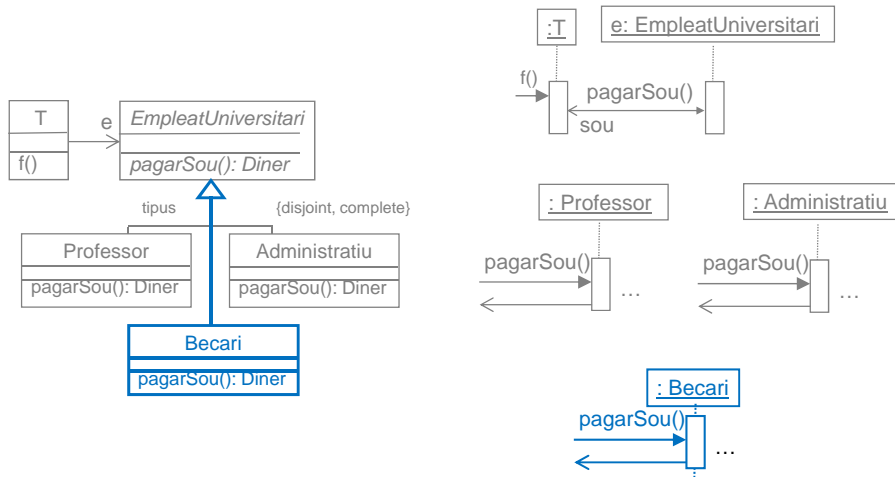 T
f()
e
EmpleatUniversitari
pagarSou(): Diner
tipus
{disjoint, complete}
Professor
pagarSou(): Diner
Administratiu
pagarSou(): Diner
Becari
pagarSou(): Diner
:T
e: EmpleatUniversitari
f()
pagarSou()
sou
: Professor
pagarSou()
...
: Administratiu
pagarSou()
...
: Becari
pagarSou()
...